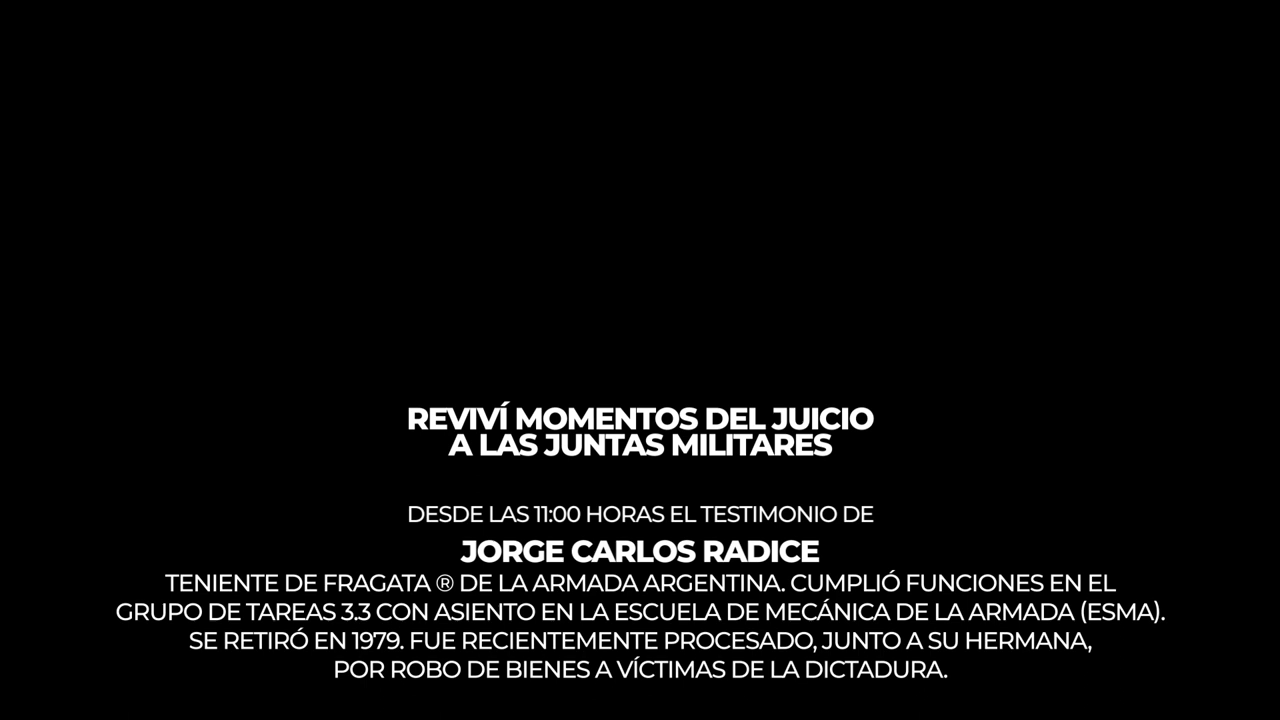 REVIVÍ MOMENTOS DEL JUICIO
A LAS JUNTAS MILITARES
DESDE LAS 11:00 HORAS EL TESTIMONIO DE
JORGE CARLOS RADICE
TENIENTE DE FRAGATA ® DE LA ARMADA ARGENTINA. CUMPLIÓ FUNCIONES EN EL
GRUPO DE TAREAS 3.3 CON ASIENTO EN LA ESCUELA DE MECÁNICA DE LA ARMADA (ESMA).
SE RETIRÓ EN 1979. FUE RECIENTEMENTE PROCESADO, JUNTO A SU HERMANA,
POR ROBO DE BIENES A VÍCTIMAS DE LA DICTADURA.